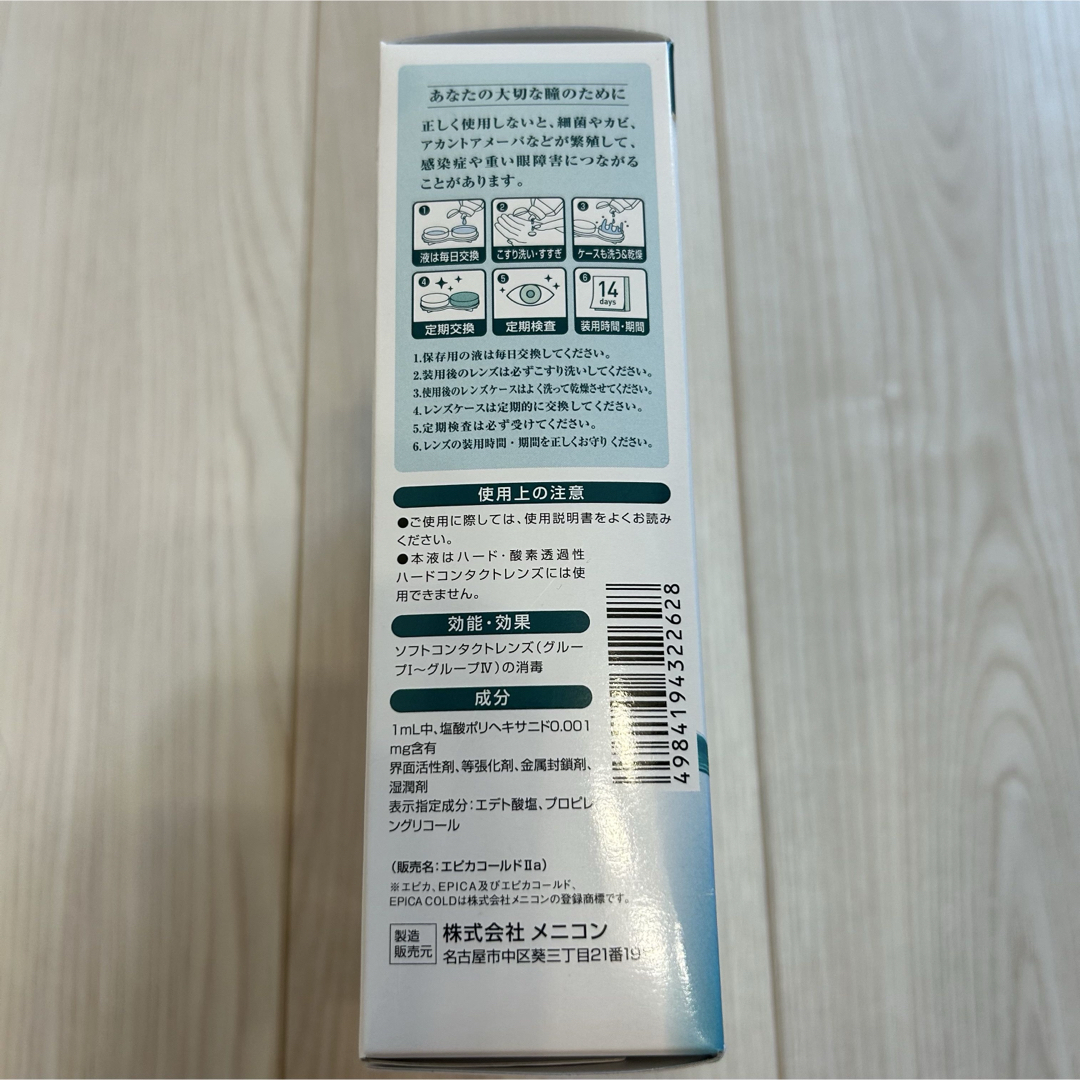 あなたの大切な瞳のために
正しく使用しないと、細菌やカビ、
アカントアメーバなどが繁殖して、
感染症や重い眼障害につながる
ことがあります。
1 2 3
液は毎日交換 こすり洗い・すすぎ ケースも洗う&乾燥
4 5 6
14
days
定期交換 定期検査 装用時間・期間
1.保存用の液は毎日交換してください。
2.装用後のレンズは必ずこすり洗いしてください。
3.使用後のレンズケースはよく洗って乾燥させてください。
4.レンズケースは定期的に交換してください。
5.定期検査は必ず受けてください。
6.レンズの装用時間・期間を正しくお守りください。
使用上の注意
●ご使用に際しては、使用説明書をよくお読み
ください。
●本液はハード・酸素透過性
ハードコンタクトレンズには使
用できません。
効能・効果
ソフトコンタクトレンズ(グルー
プI〜グループⅣ)の消毒
成分
1mL中、塩酸ポリヘキサニド0.001
mg含有
界面活性剤、等張化剤、金属封鎖剤、
湿潤剤
表示指定成分:エデト酸塩、プロピレ
ングリコール
4984194322628
(販売名:エピカコールドⅡa)
※エピカ、EPICA及びエピカコールド、
EPICA COLDは株式会社メニコンの登録商標です。
製造
販売元
株式会社 メニコン
名古屋市中区葵三丁目21番19